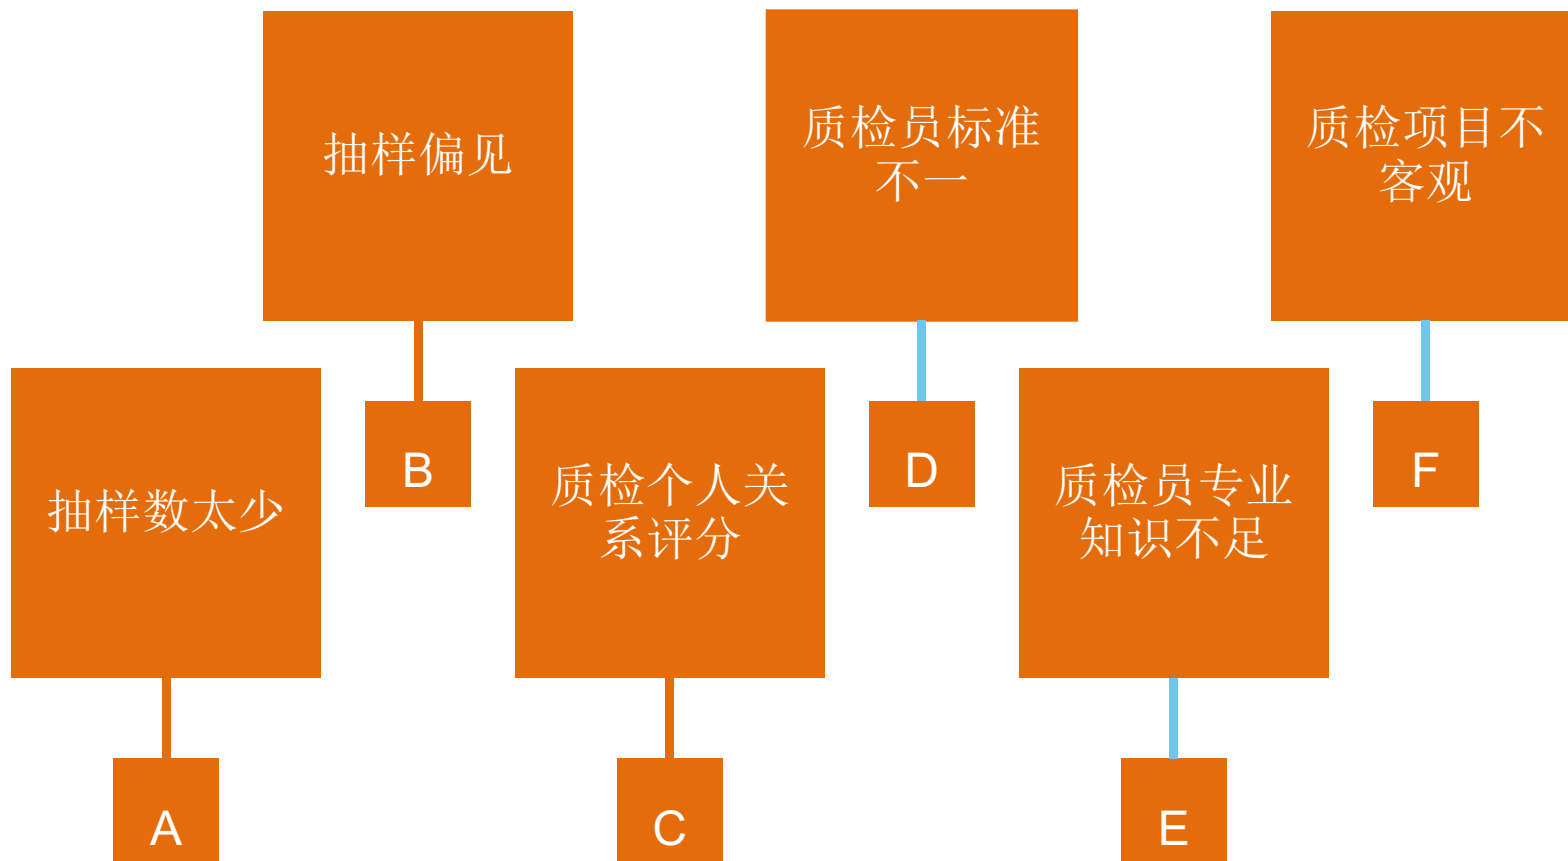 抽样数太少
A
抽样偏见
B
质检个人关
系评分
C
质检员标准
不一
D
质检员专业
知识不足
E
质检项目不
客观
F